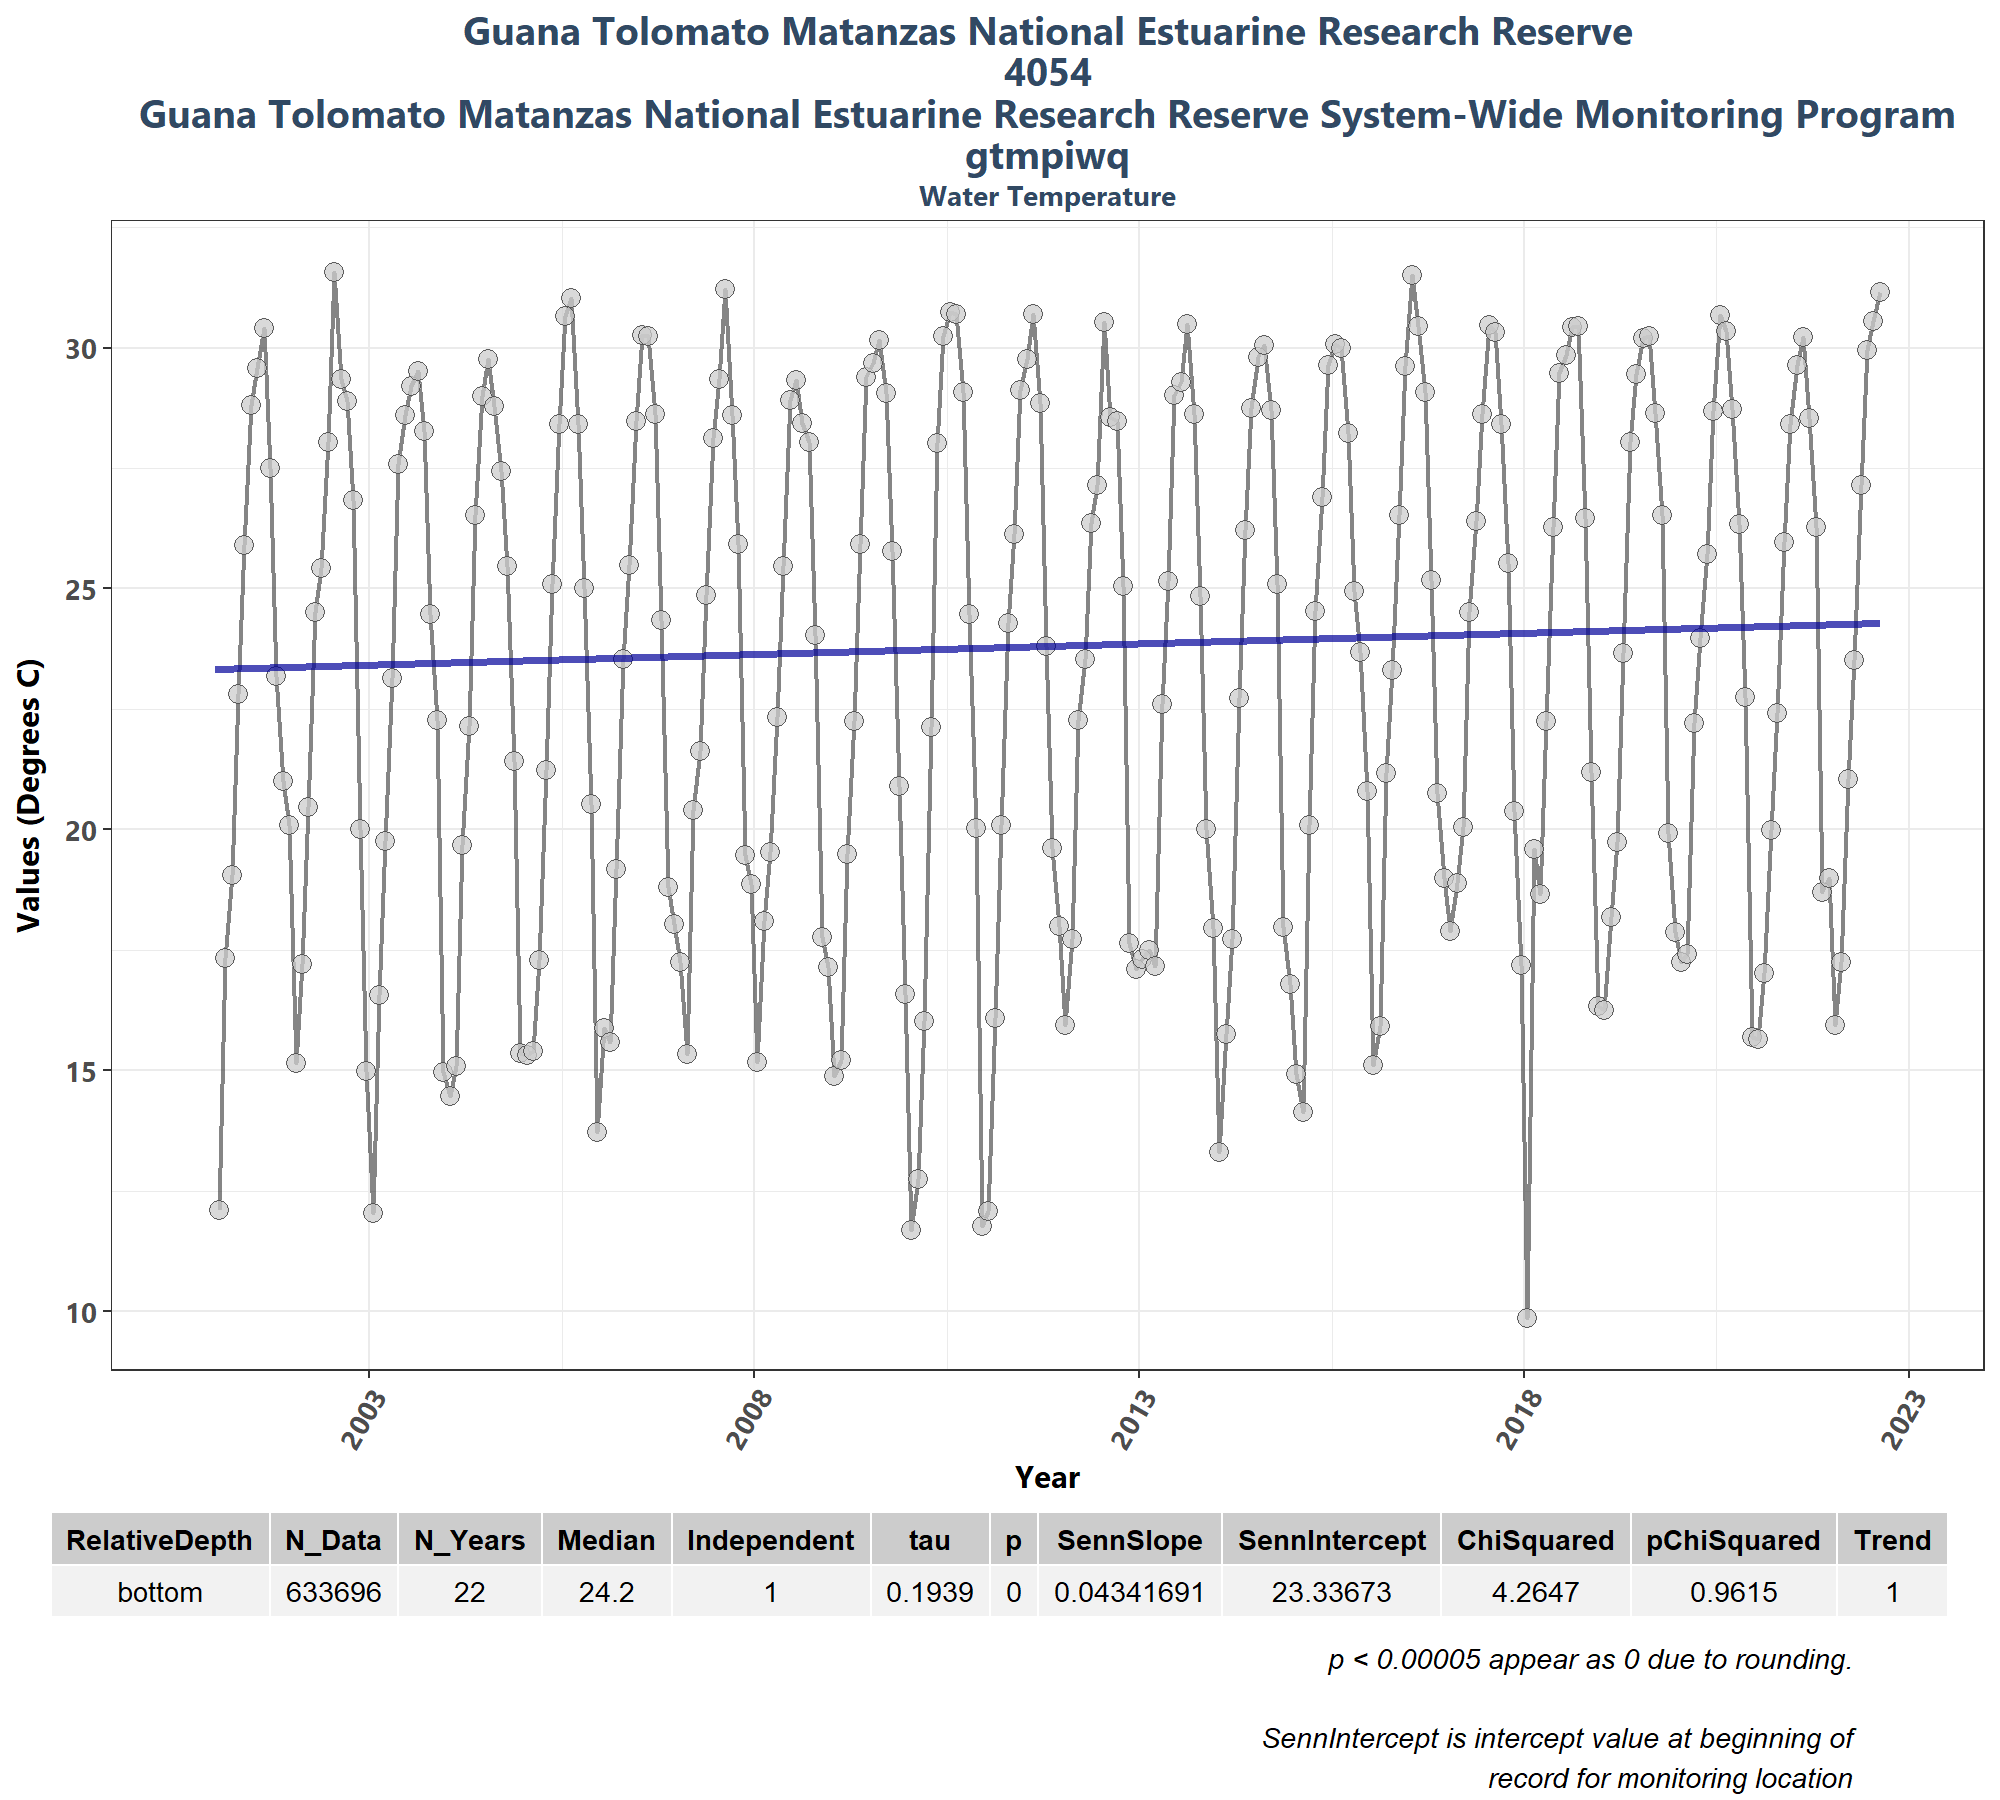 Guana Tolomato Matanzas National Estuarine Research Reserve
4054
Guana Tolomato Matanzas National Estuarine Research Reserve System-Wide Monitoring Program
gtmpiwq
Water Temperature
Values (Degrees C)
30
25
20
15
10
2003
2008
2013
2018
2023
Year
RelativeDepth N_Data N_Years Median Independent tau p SennSlope SennIntercept ChiSquared pChiSquared Trend
bottom 633696 22 24.2 1 0.1939 0 0.04341691 23.33673 4.2647 0.9615 1
p < 0.00005 appear as 0 due to rounding.
SennIntercept is intercept value at beginning of
record for monitoring location